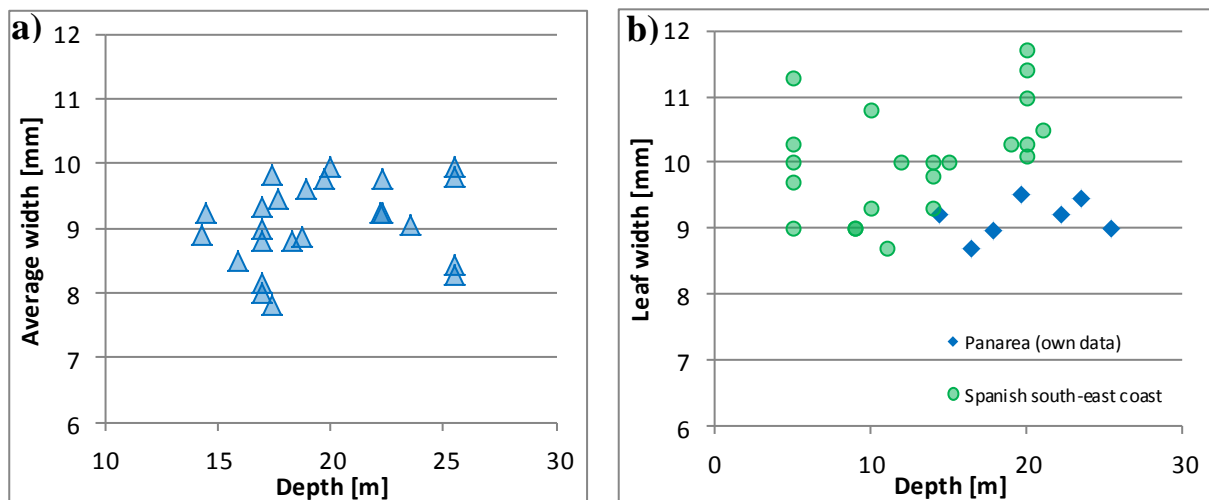 a)
Average width [mm]
12
11
10
9
8
7
6
10 15 20 25 30
Depth [m]
b)
Leaf width [mm]
12
11
10
9
8
7
6
Panarea (own data)
Spanish south-east coast
0 10 20 30
Depth [m]